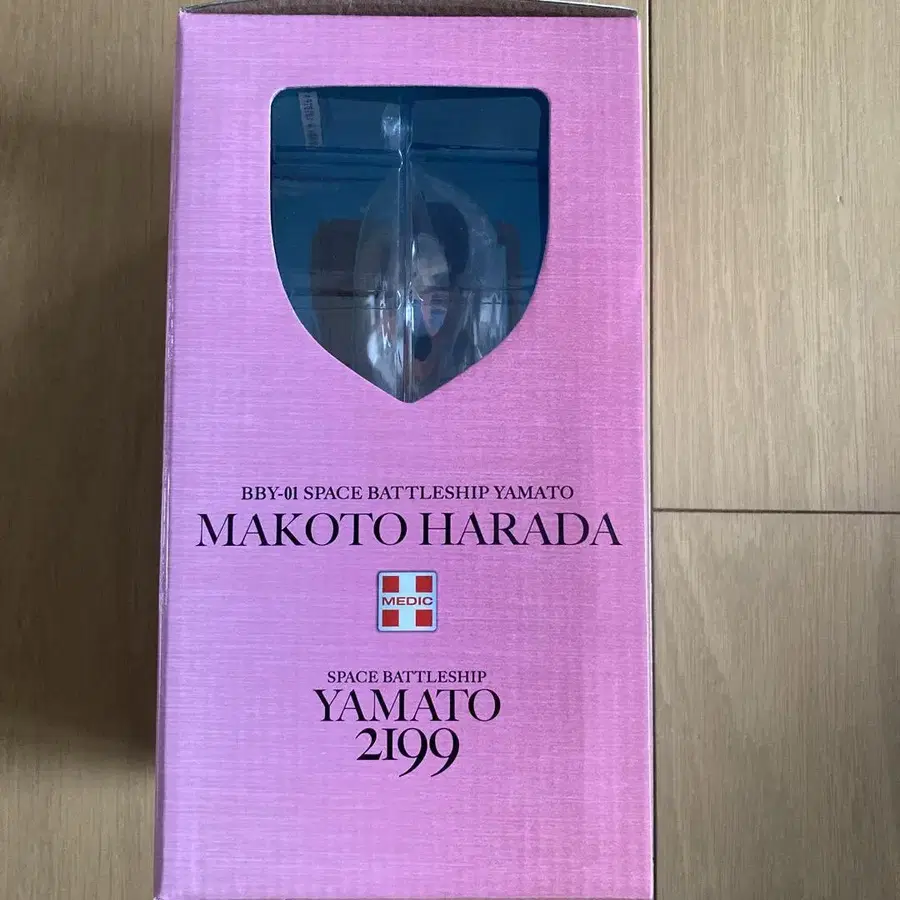 BBY-01 SPACE BATTLESHIP YAMATO
MAKOTO HARADA
MEDIC
SPACE BATTLESHIP
YAMATO
2199